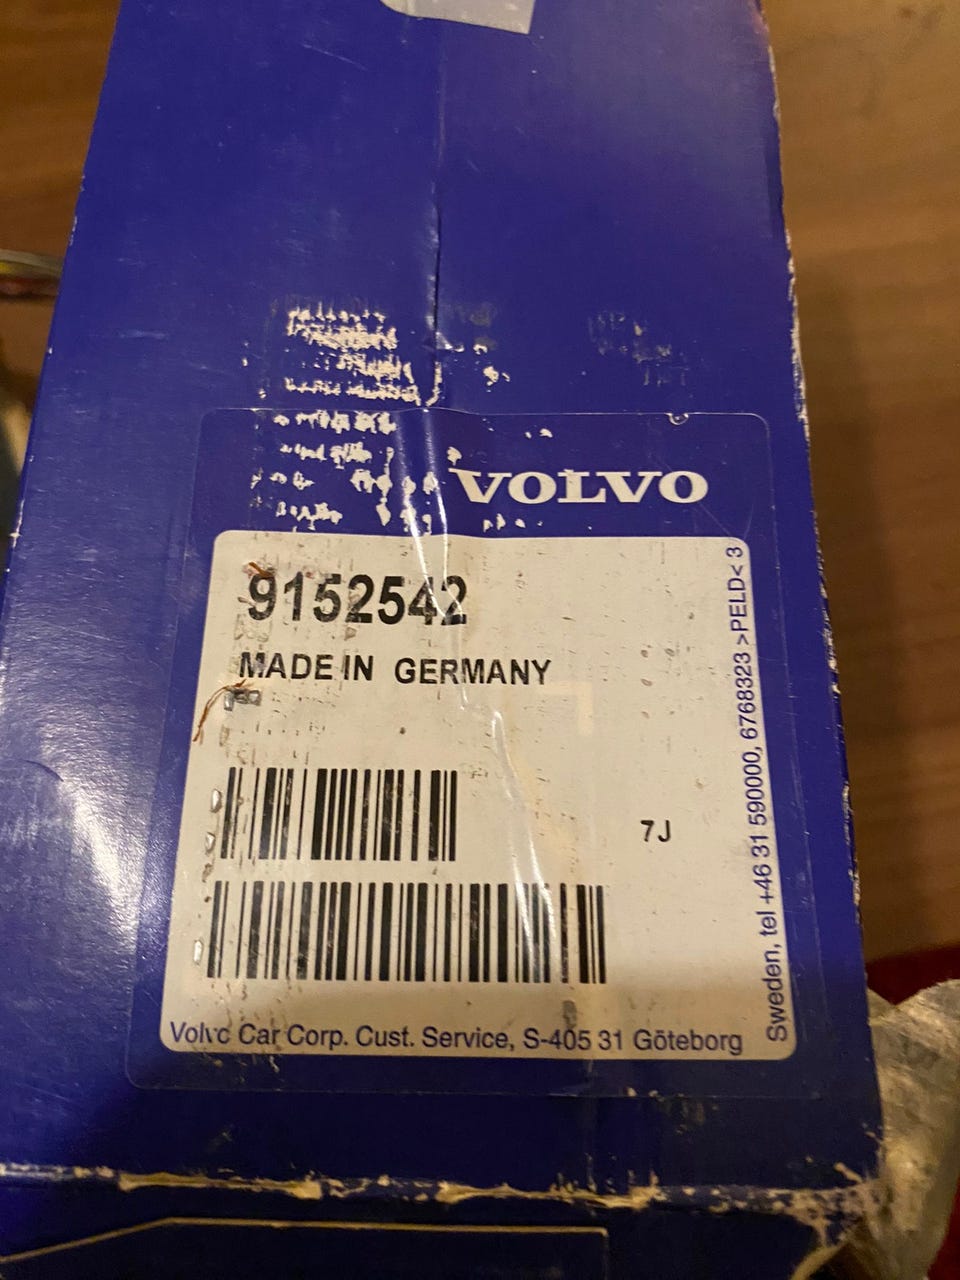 VOLVO
9152542
MADE IN GERMANY
7J
Volvo Car Corp. Cust. Service, S-405 31 Göteborg
Sweden, tel +46 31 590000, 6768323 >PELD< 3